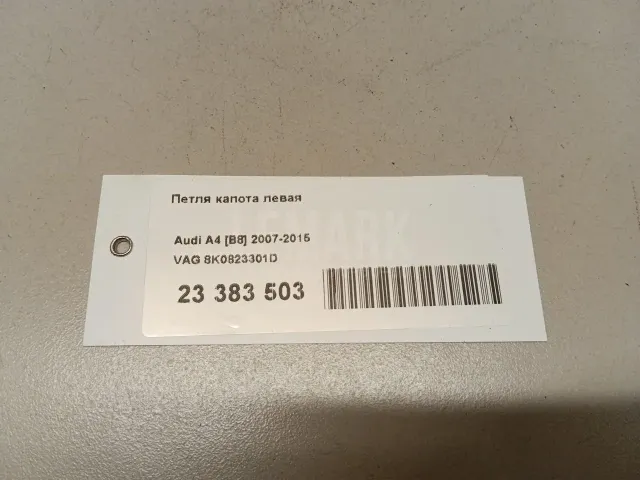 Петля капота левая
Audi A4 [B8] 2007-2015
VAG 8K0823301D
23 383 503